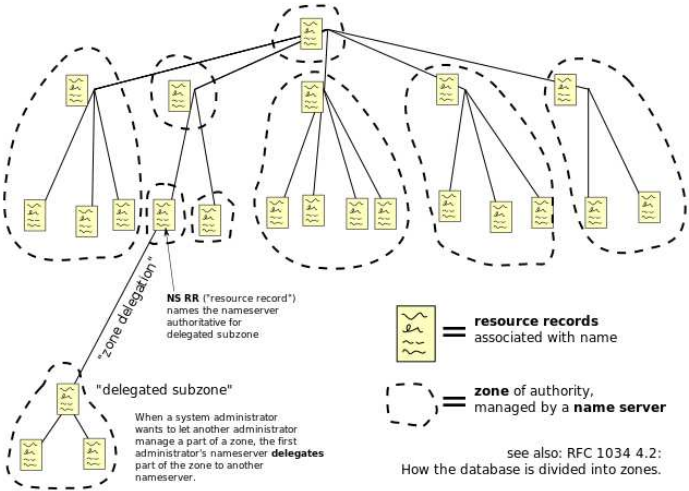 NS RR ("resource record")
names the nameserver
authoritative for
delegated subzone
"zone delegation"
resource records
associated with name
"delegated subzone"
zone of authority,
managed by a name server
When a system administrator
wants to let another administrator
manage a part of a zone, the first
administrator's nameserver delegates
part of the zone to another
nameserver.
see also: RFC 1034 4.2:
How the database is divided into zones.